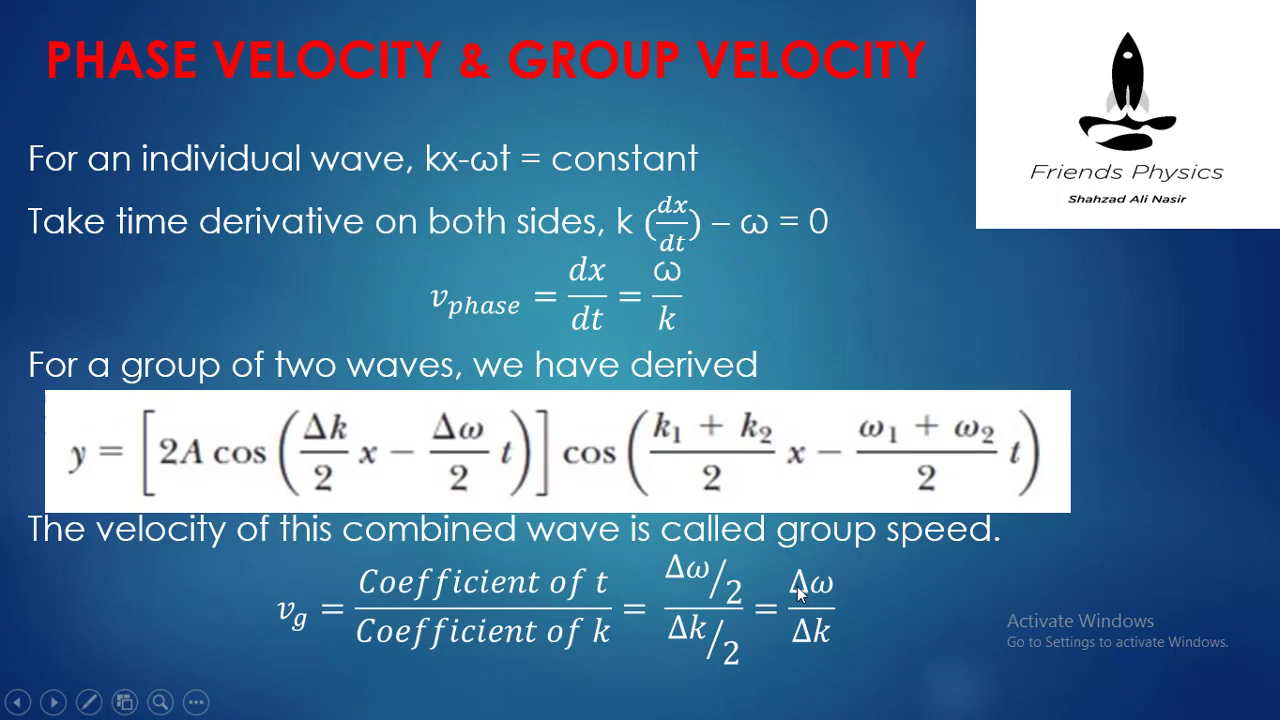 PHASE VELOCITY & GROUP VELOCITY
Friends Physics
Shahzad Ali Nasir
For an individual wave, kx-ωt = constant
Take time derivative on both sides, k (dx/dt) – ω = 0
v_phase = dx/dt = ω/k
For a group of two waves, we have derived
y = [2A cos (Δk/2 x − Δω/2 t)] cos (k₁ + k₂/2 x − ω₁ + ω₂/2 t)
The velocity of this combined wave is called group speed.
v_g = Coefficient of t/Coefficient of k = Δω/2/Δk/2 = Δω/Δk
Activate Windows
Go to Settings to activate Windows.